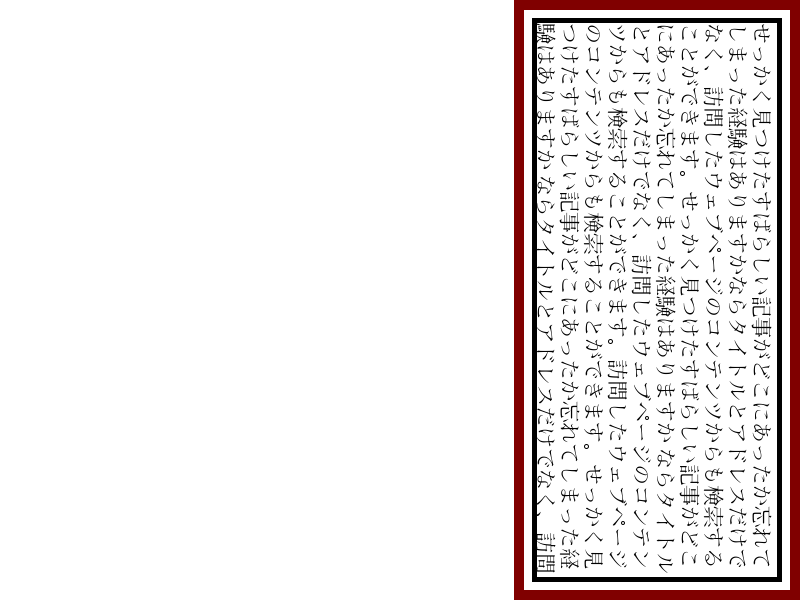 せっかく見つけたすばらしい記事がどこにあったか忘れて
しまった経験はありますかならタイトルとアドレスだけで
なく、訪問したウェブページのコンテンツからも検索する
ことができます。せっかく見つけたすばらしい記事がどこ
にあったか忘れてしまった経験はありますかならタイトル
とアドレスだけでなく、訪問したウェブページのコンテン
ツからも検索することができます。訪問したウェブページ
のコンテンツからも検索することができます。せっかく見
つけたすばらしい記事がどこにあったか忘れてしまった経
験はありますかならタイトルとアドレスだけでなく、訪問